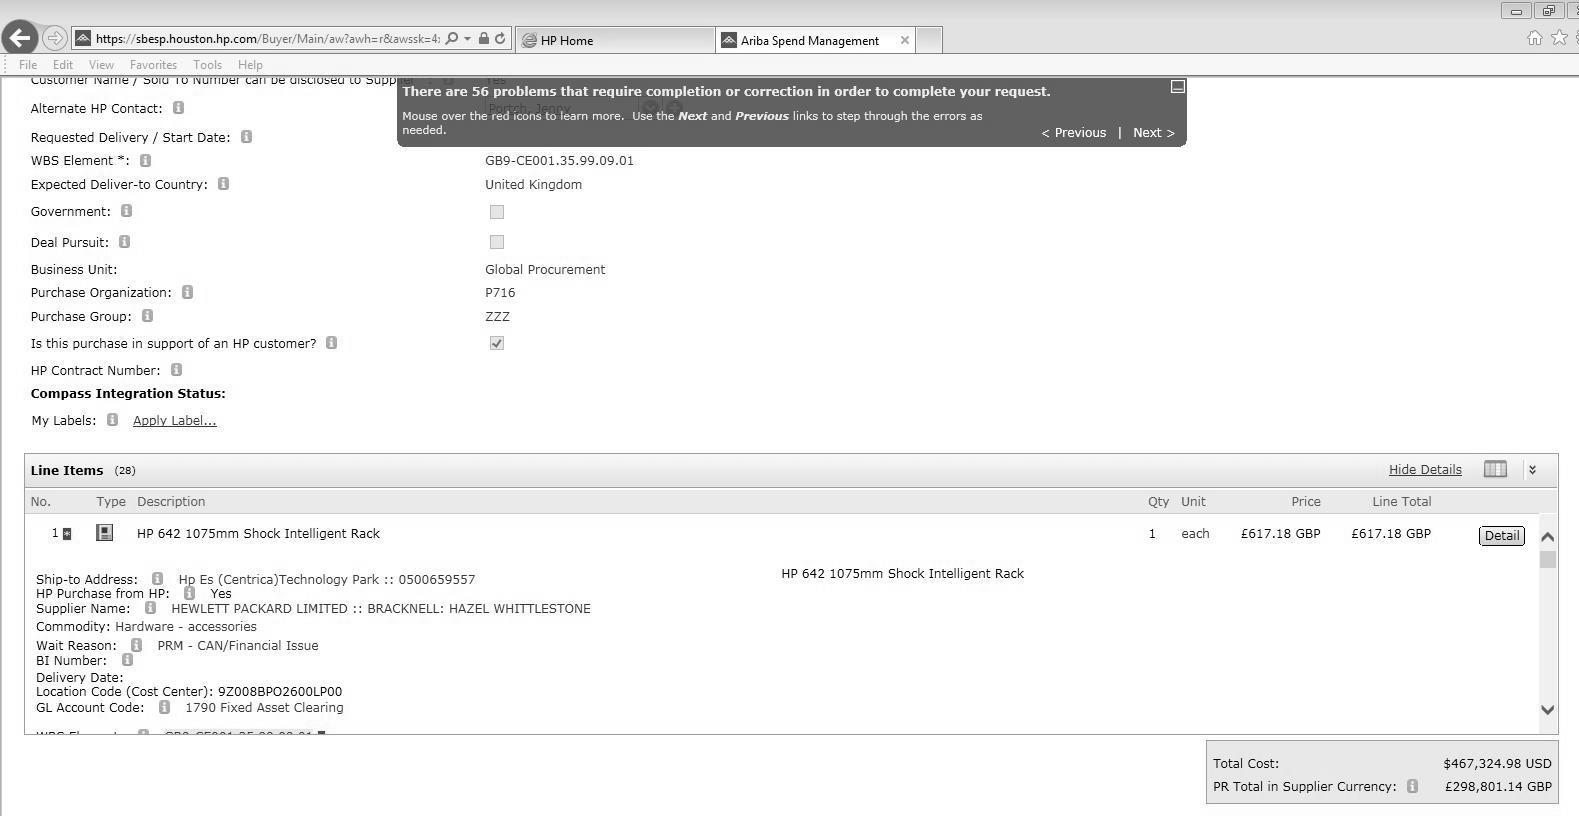 https://sbesp.houston.hp.com/Buyer/Main/aw?awh=r&awssk=4
HP Home
Ariba Spend Management
File Edit View Favorites Tools Help
Customer Name / Sold To Number can be disclosed to Supplier Yes
There are 56 problems that require completion or correction in order to complete your request.
Mouse over the red icons to learn more. Use the Next and Previous links to step through the errors as
needed.
< Previous | Next >
Alternate HP Contact: Portch, Jenny
Requested Delivery / Start Date:
WBS Element *: GB9-CE001.35.99.09.01
Expected Deliver-to Country: United Kingdom
Government:
Deal Pursuit:
Business Unit: Global Procurement
Purchase Organization: P716
Purchase Group: ZZZ
Is this purchase in support of an HP customer?
HP Contract Number:
Compass Integration Status:
My Labels: Apply Label...
Line Items (28) Hide Details
No. Type Description Qty Unit Price Line Total
1 HP 642 1075mm Shock Intelligent Rack 1 each £617.18 GBP £617.18 GBP Detail
HP 642 1075mm Shock Intelligent Rack
Ship-to Address: Hp Es (Centrica)Technology Park :: 0500659557
HP Purchase from HP: Yes
Supplier Name: HEWLETT PACKARD LIMITED :: BRACKNELL: HAZEL WHITTLESTONE
Commodity: Hardware - accessories
Wait Reason: PRM - CAN/Financial Issue
BI Number:
Delivery Date:
Location Code (Cost Center): 9Z008BPO2600LP00
GL Account Code: 1790 Fixed Asset Clearing
WBS Element: GB9-CE001.35.99.09.01
Total Cost: $467,324.98 USD
PR Total in Supplier Currency: £298,801.14 GBP